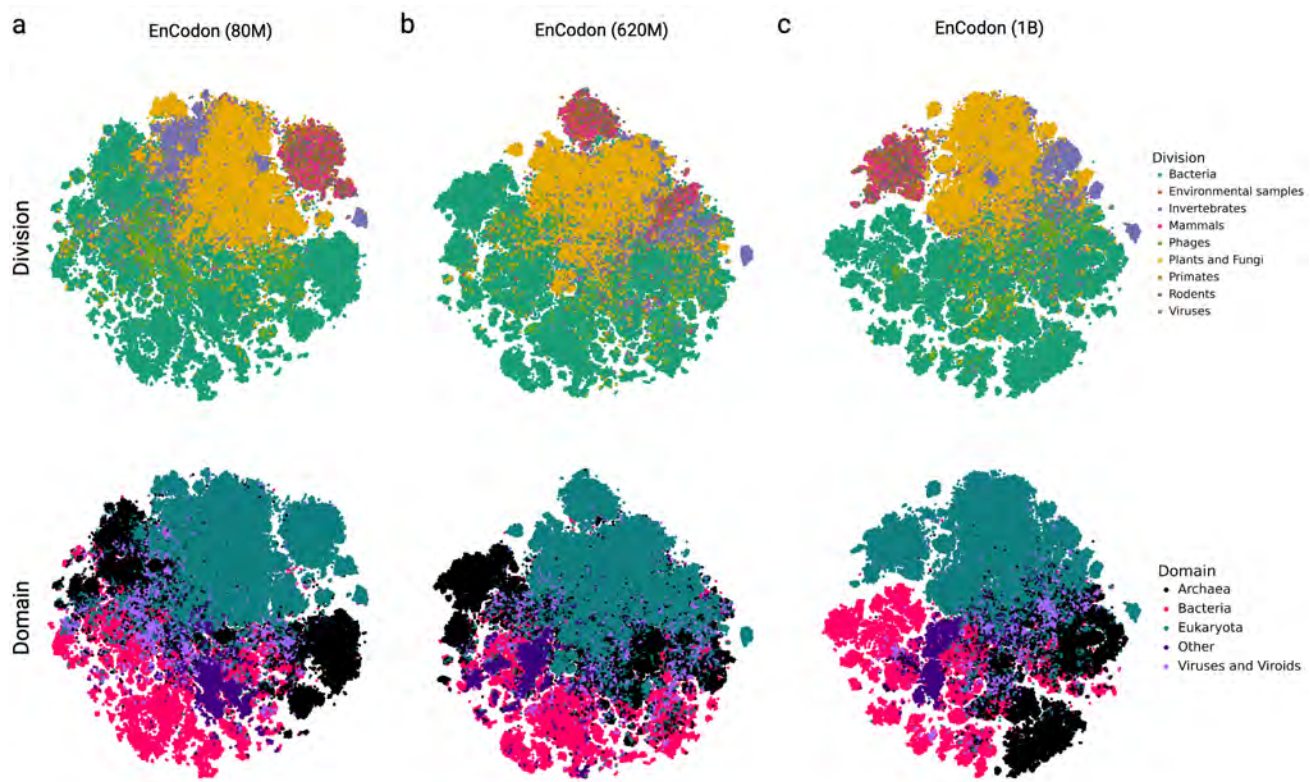 a
EnCodon (80M)
b
EnCodon (620M)
c
EnCodon (1B)
Division
Division
Bacteria
Environmental samples
Invertebrates
Mammals
Phages
Plants and Fungi
Primates
Rodents
Viruses
Domain
Domain
Archaea
Bacteria
Eukaryota
Other
Viruses and Viroids